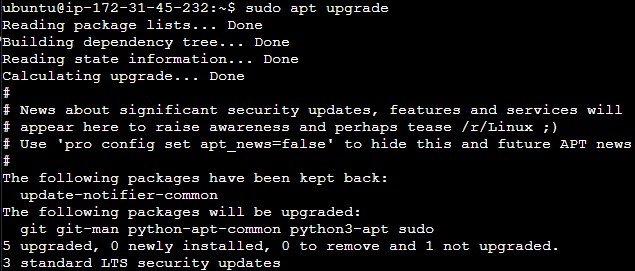 ubuntu@ip-172-31-45-232:~$ sudo apt upgrade
Reading package lists... Done
Building dependency tree... Done
Reading state information... Done
Calculating upgrade... Done
#
# News about significant security updates, features and services will
# appear here to raise awareness and perhaps tease /r/Linux ;)
# Use 'pro config set apt_news=false' to hide this and future APT news
#
The following packages have been kept back:
  update-notifier-common
The following packages will be upgraded:
  git git-man python-apt-common python3-apt sudo
5 upgraded, 0 newly installed, 0 to remove and 1 not upgraded.
3 standard LTS security updates